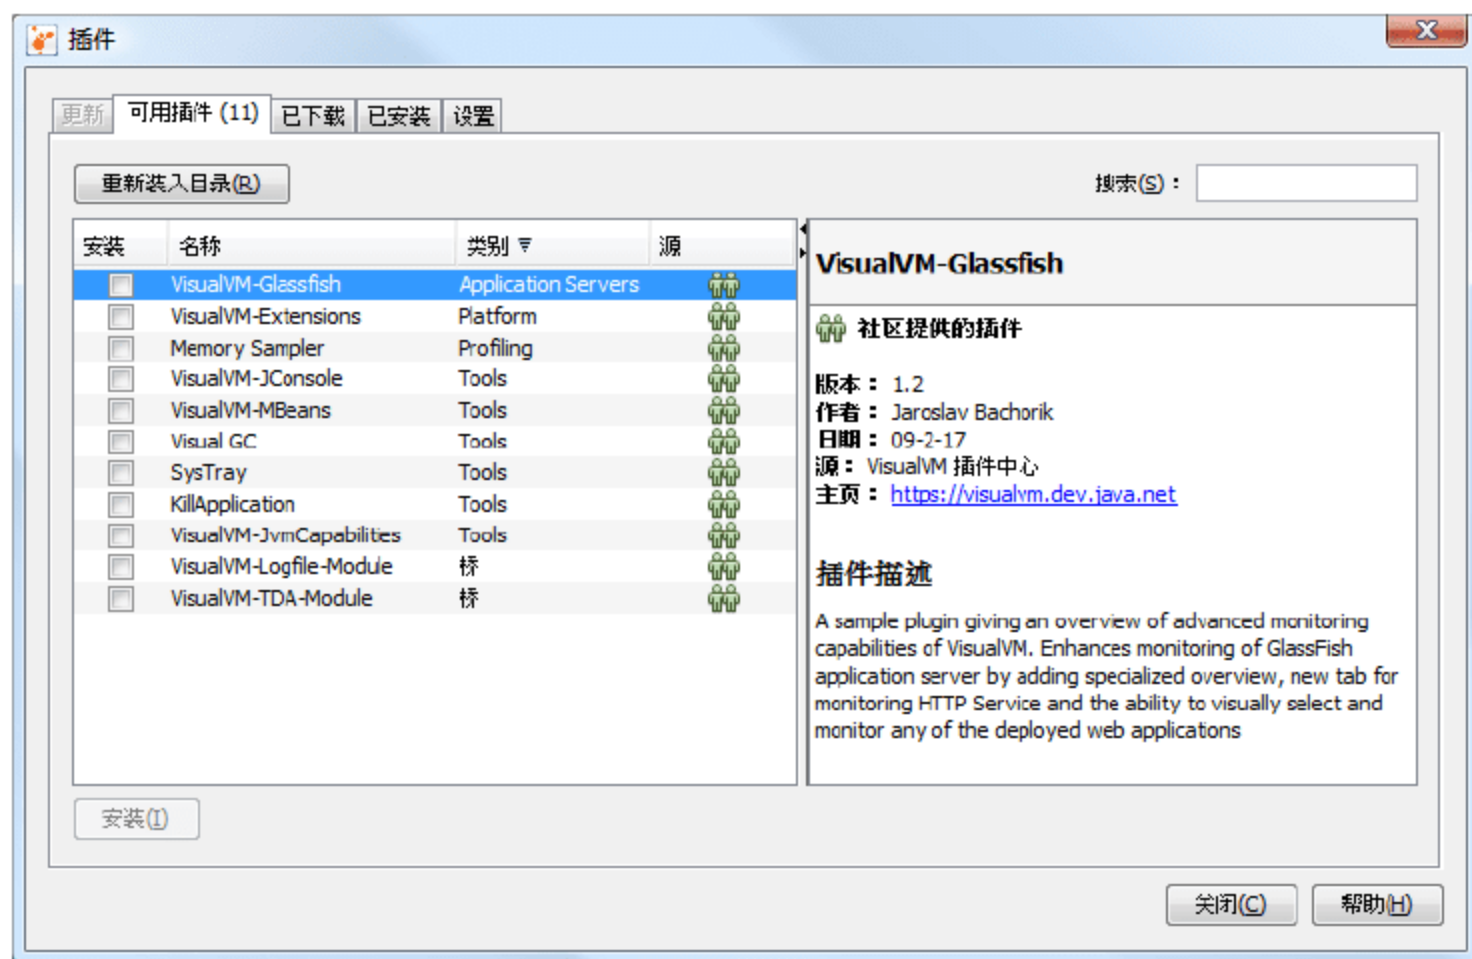 插件
更新 可用插件 (11) 已下载 已安装 设置
重新装入目录(R) 搜索(S)：
安装 名称 类别 源
VisualVM-Glassfish Application Servers
VisualVM-Extensions Platform
Memory Sampler Profiling
VisualVM-JConsole Tools
VisualVM-MBeans Tools
Visual GC Tools
SysTray Tools
KillApplication Tools
VisualVM-JvmCapabilities Tools
VisualVM-Logfile-Module 桥
VisualVM-TDA-Module 桥
VisualVM-Glassfish
社区提供的插件
版本： 1.2
作者： Jaroslav Bachorik
日期： 09-2-17
源： VisualVM 插件中心
主页： https://visualvm.dev.java.net
插件描述
A sample plugin giving an overview of advanced monitoring
capabilities of VisualVM. Enhances monitoring of GlassFish
application server by adding specialized overview, new tab for
monitoring HTTP Service and the ability to visually select and
monitor any of the deployed web applications
安装(I)
关闭(C) 帮助(H)